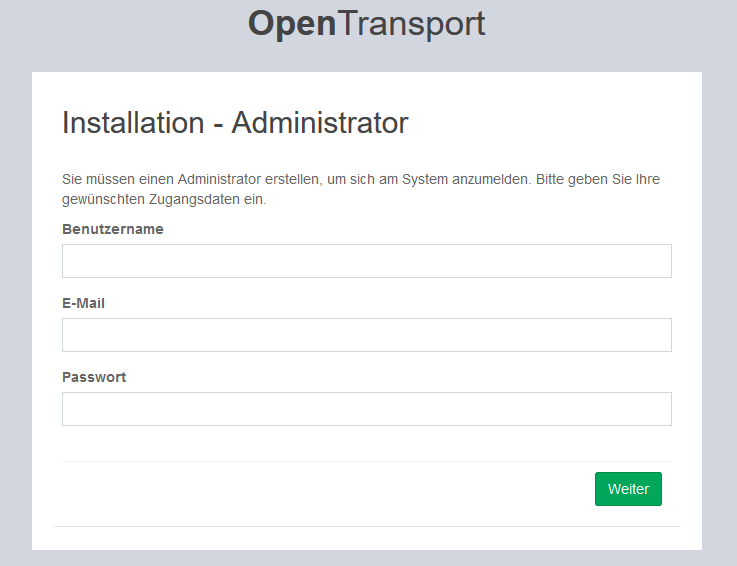 OpenTransport
Installation - Administrator
Sie müssen einen Administrator erstellen, um sich am System anzumelden. Bitte geben Sie Ihre
gewünschten Zugangsdaten ein.
Benutzername
E-Mail
Passwort
Weiter